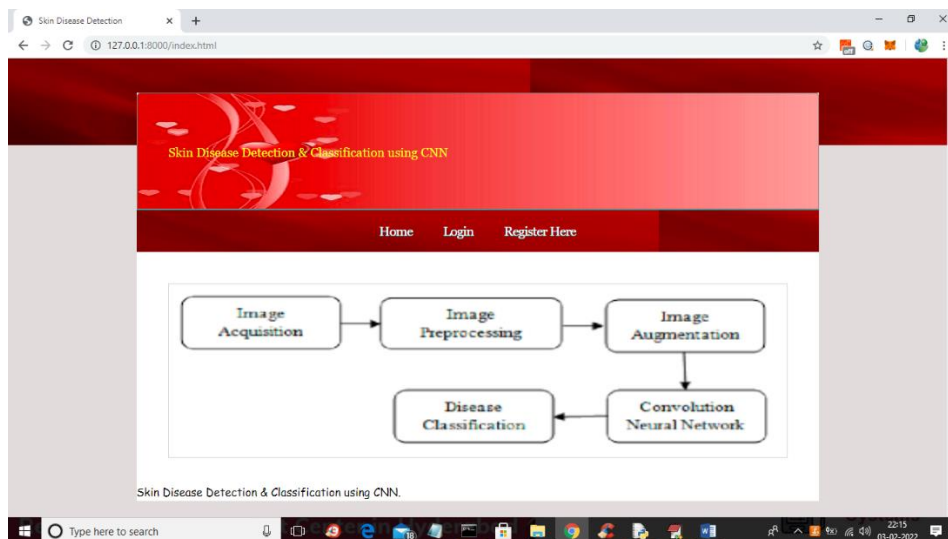 Skin Disease Detection
127.0.0.1:8000/index.html
Skin Disease Detection & Classification using CNN
Home Login Register Here
Image
Acquisition
Image
Preprocessing
Image
Augmentation
Disease
Classification
Convolution
Neural Network
Skin Disease Detection & Classification using CNN.
Type here to search
22:15
03-02-2022